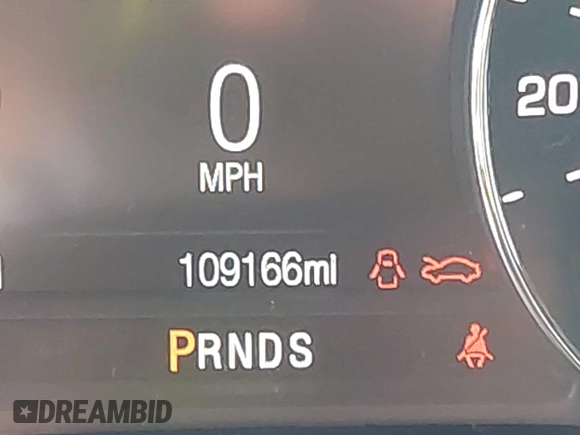 0
MPH
20
109166mi
PRNDS
DREAMBID